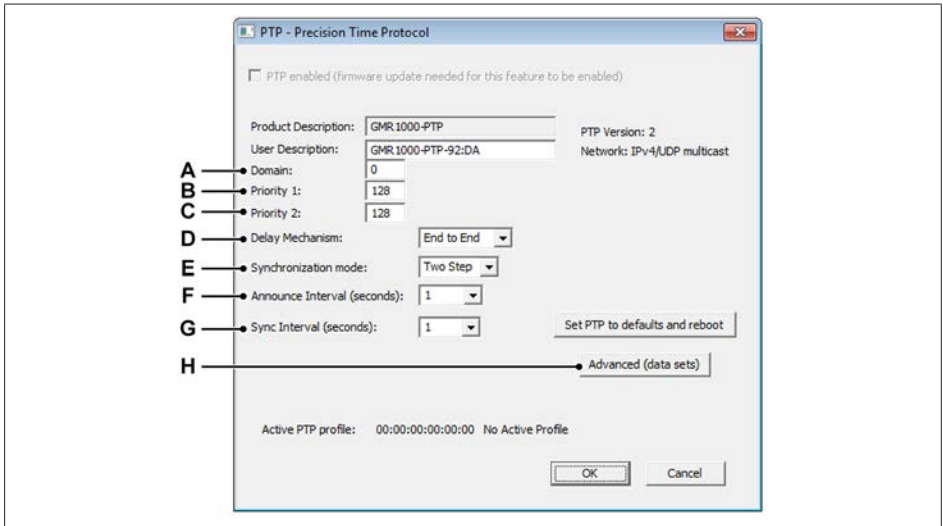 PTP - Precision Time Protocol
PTP enabled (firmware update needed for this feature to be enabled)
Product Description: GMR1000-PTP
PTP Version: 2
User Description: GMR1000-PTP-92:DA
Network: IPv4/UDP multicast
A Domain: 0
B Priority 1: 128
C Priority 2: 128
D Delay Mechanism: End to End
E Synchronization mode: Two Step
F Announce Interval (seconds): 1
G Sync Interval (seconds): 1
Set PTP to defaults and reboot
H Advanced (data sets)
Active PTP profile: 00:00:00:00:00:00 No Active Profile
OK Cancel